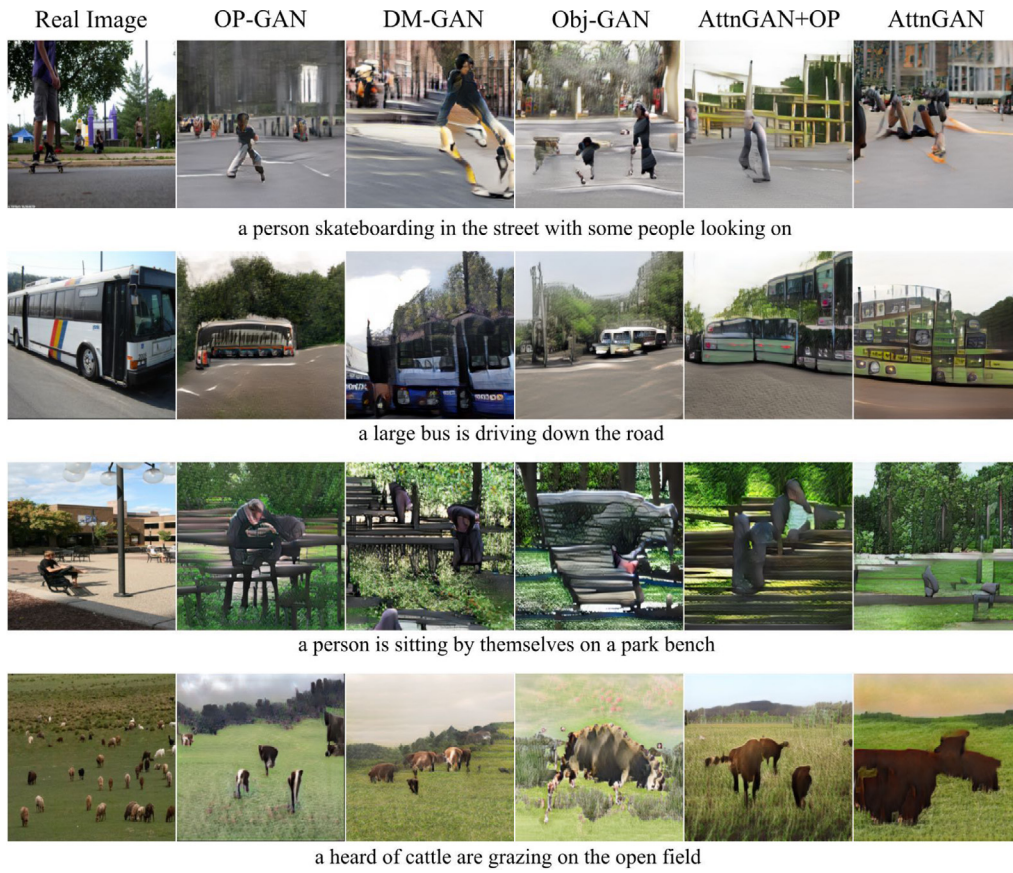 Real Image OP-GAN DM-GAN Obj-GAN AttnGAN+OP AttnGAN
a person skateboarding in the street with some people looking on
a large bus is driving down the road
a person is sitting by themselves on a park bench
a heard of cattle are grazing on the open field